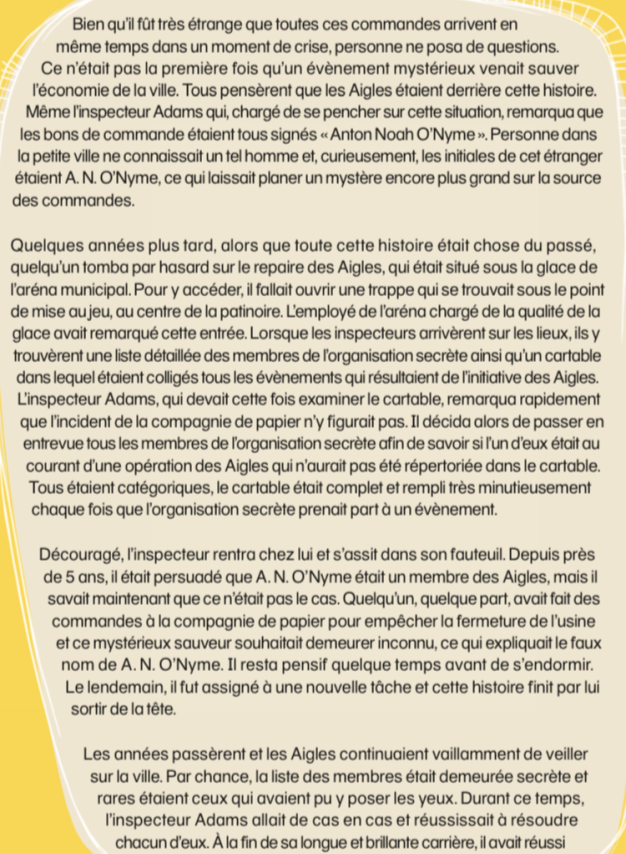 Bien qu'il fût très étrange que toutes ces commandes arrivent en
même temps dans un moment de crise, personne ne posa de questions.
Ce n'était pas la première fois qu'un évènement mystérieux venait sauver
l'économie de la ville. Tous pensèrent que les Aigles étaient derrière cette histoire.
Même l'inspecteur Adams qui, chargé de se pencher sur cette situation, remarqua que
les bons de commande étaient tous signés « Anton Noah O'Nyme ». Personne dans
la petite ville ne connaissait un tel homme et, curieusement, les initiales de cet étranger
étaient A. N. O'Nyme, ce qui laissait planer un mystère encore plus grand sur la source
des commandes.

Quelques années plus tard, alors que toute cette histoire était chose du passé,
quelqu'un tomba par hasard sur le repaire des Aigles, qui était situé sous la glace de
l'aréna municipal. Pour y accéder, il fallait ouvrir une trappe qui se trouvait sous le point
de mise au jeu, au centre de la patinoire. L'employé de l'aréna chargé de la qualité de la
glace avait remarqué cette entrée. Lorsque les inspecteurs arrivèrent sur les lieux, ils y
trouvèrent une liste détaillée des membres de l'organisation secrète ainsi qu'un cartable
dans lequel étaient colligés tous les évènements qui résultaient de l'initiative des Aigles.
L'inspecteur Adams, qui devait cette fois examiner le cartable, remarqua rapidement
que l'incident de la compagnie de papier n'y figurait pas. Il décida alors de passer en
entrevue tous les membres de l'organisation secrète afin de savoir si l'un d'eux était au
courant d'une opération des Aigles qui n'aurait pas été répertoriée dans le cartable.
Tous étaient catégoriques, le cartable était complet et rempli très minutieusement
chaque fois que l'organisation secrète prenait part à un évènement.

Découragé, l'inspecteur rentra chez lui et s'assit dans son fauteuil. Depuis près
de 5 ans, il était persuadé que A. N. O'Nyme était un membre des Aigles, mais il
savait maintenant que ce n'était pas le cas. Quelqu'un, quelque part, avait fait des
commandes à la compagnie de papier pour empêcher la fermeture de l'usine
et ce mystérieux sauveur souhaitait demeurer inconnu, ce qui expliquait le faux
nom de A. N. O'Nyme. Il resta pensif quelque temps avant de s'endormir.
Le lendemain, il fut assigné à une nouvelle tâche et cette histoire finit par lui
sortir de la tête.

Les années passèrent et les Aigles continuaient vaillamment de veiller
sur la ville. Par chance, la liste des membres était demeurée secrète et
rares étaient ceux qui avaient pu y poser les yeux. Durant ce temps,
l'inspecteur Adams allait de cas en cas et réussissait à résoudre
chacun d'eux. À la fin de sa longue et brillante carrière, il avait réussi